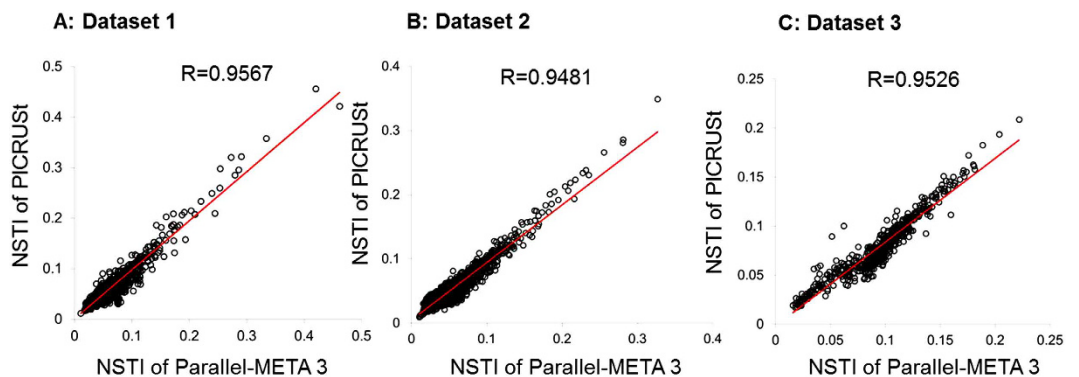 A: Dataset 1
R=0.9567
NSTI of PICRUSt
0.5
0.4
0.3
0.2
0.1
0
0 0.1 0.2 0.3 0.4 0.5
NSTI of Parallel-META 3
B: Dataset 2
R=0.9481
NSTI of PICRUSt
0.4
0.3
0.2
0.1
0
0 0.1 0.2 0.3 0.4
NSTI of Parallel-META 3
C: Dataset 3
R=0.9526
NSTI of PICRUSt
0.25
0.2
0.15
0.1
0.05
0
0 0.05 0.1 0.15 0.2 0.25
NSTI of Parallel-META 3